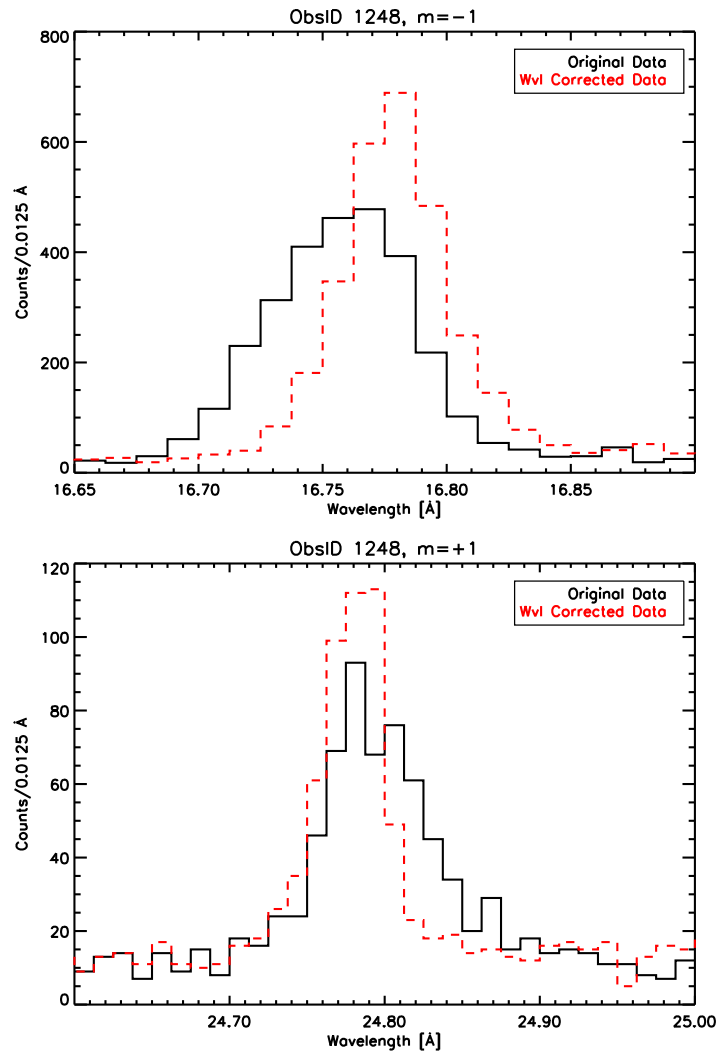 ObsID 1248, m=−1
800
Original Data
Wvl Corrected Data
600
Counts/0.0125 Å
400
200
0
16.65 16.70 16.75 16.80 16.85
Wavelength [Å]
ObsID 1248, m=+1
120
Original Data
Wvl Corrected Data
100
80
Counts/0.0125 Å
60
40
20
0
24.70 24.80 24.90 25.00
Wavelength [Å]